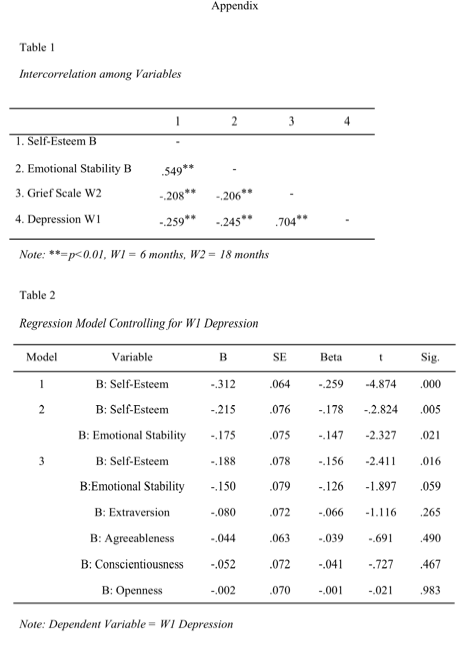 Appendix
Table 1
Intercorrelation among Variables
1 2 3 4
1. Self-Esteem B -
2. Emotional Stability B .549** -
3. Grief Scale W2 -.208** -.206** -
4. Depression W1 -.259** -.245** .704** -
Note: **=p<0.01, W1 = 6 months, W2 = 18 months
Table 2
Regression Model Controlling for W1 Depression
Model Variable B SE Beta t Sig.
1 B: Self-Esteem -.312 .064 -.259 -4.874 .000
2 B: Self-Esteem -.215 .076 -.178 -2.824 .005
B: Emotional Stability -.175 .075 -.147 -2.327 .021
3 B: Self-Esteem -.188 .078 -.156 -2.411 .016
B:Emotional Stability -.150 .079 -.126 -1.897 .059
B: Extraversion -.080 .072 -.066 -1.116 .265
B: Agreeableness -.044 .063 -.039 -.691 .490
B: Conscientiousness -.052 .072 -.041 -.727 .467
B: Openness -.002 .070 -.001 -.021 .983
Note: Dependent Variable = W1 Depression